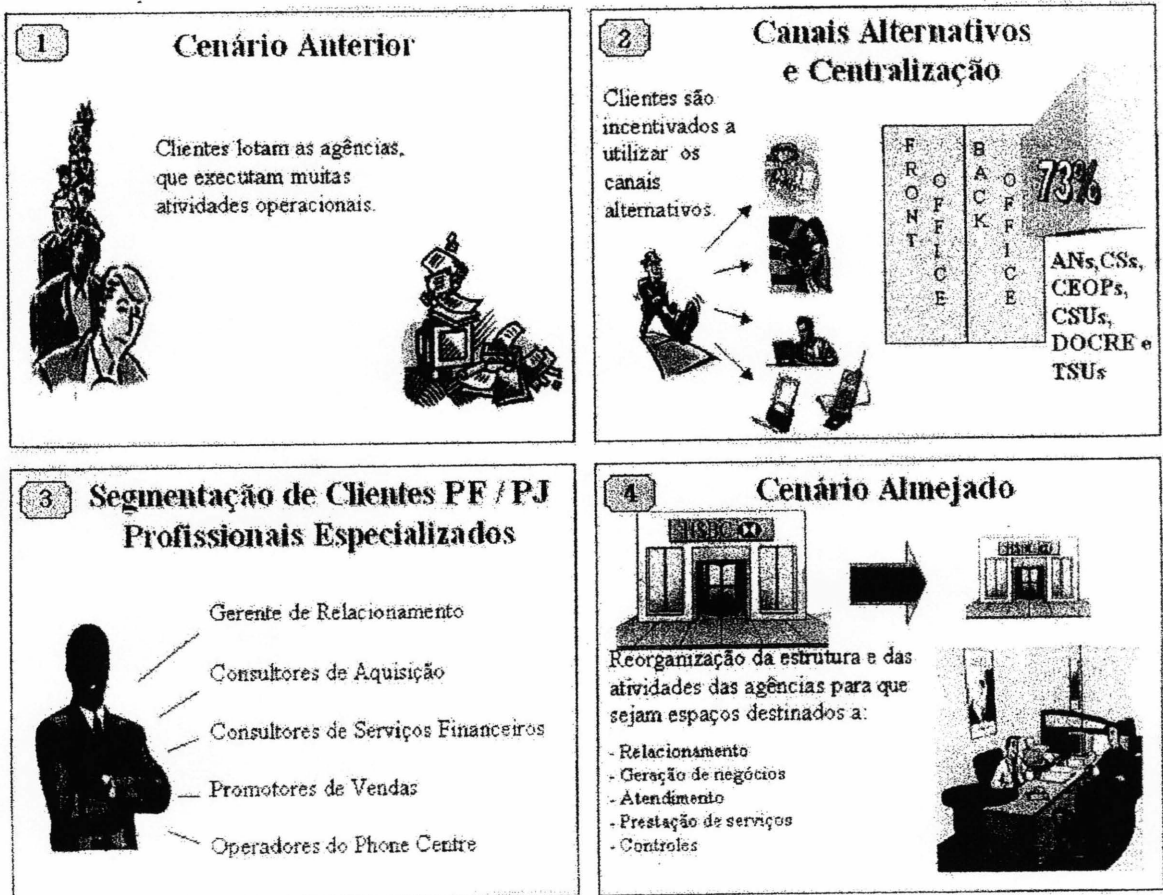 1
Cenário Anterior
Clientes lotam as agências,
que executam muitas
atividades operacionais.
2
Canais Alternativos
e Centralização
Clientes são
incentivados a
utilizar os
canais
alternativos.
FRONT
OFFICE
BACK
OFFICE
73%
ANs,CSs,
CEOPs,
CSUs,
DOCRE e
TSUs
3
Segmentação de Clientes PF / PJ
Profissionais Especializados
Gerente de Relacionamento
Consultores de Aquisição
Consultores de Serviços Financeiros
Promotores de Vendas
Operadores do Phone Centre
4
Cenário Almejado
HSBC
HSBC
Reorganização da estrutura e das
atividades das agências para que
sejam espaços destinados a:
- Relacionamento
- Geração de negócios
- Atendimento
- Prestação de serviços
- Controles